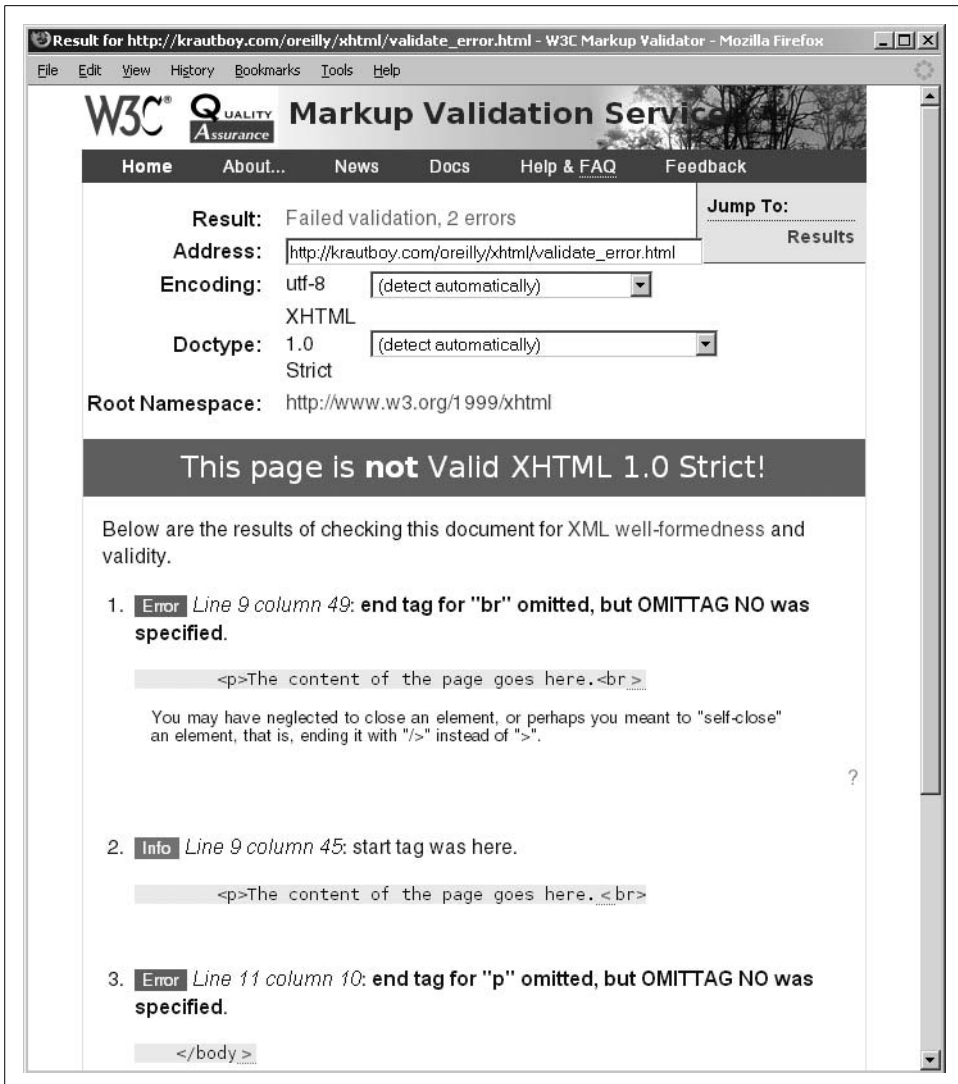 Result for http://krautboy.com/oreilly/xhtml/validate_error.html - W3C Markup Validator - Mozilla Firefox
File Edit View History Bookmarks Tools Help
W3C® QUALITY Assurance Markup Validation Service
Home About... News Docs Help & FAQ Feedback
Jump To:
Results
Result: Failed validation, 2 errors
Address: http://krautboy.com/oreilly/xhtml/validate_error.html
Encoding: utf-8 (detect automatically)
Doctype: XHTML 1.0 Strict (detect automatically)
Root Namespace: http://www.w3.org/1999/xhtml
This page is not Valid XHTML 1.0 Strict!
Below are the results of checking this document for XML well-formedness and
validity.
1. Error Line 9 column 49: end tag for "br" omitted, but OMITTAG NO was
specified.
<p>The content of the page goes here.<br>
You may have neglected to close an element, or perhaps you meant to "self-close"
an element, that is, ending it with "/>" instead of ">".
?
2. Info Line 9 column 45: start tag was here.
<p>The content of the page goes here.<br>
3. Error Line 11 column 10: end tag for "p" omitted, but OMITTAG NO was
specified.
</body>